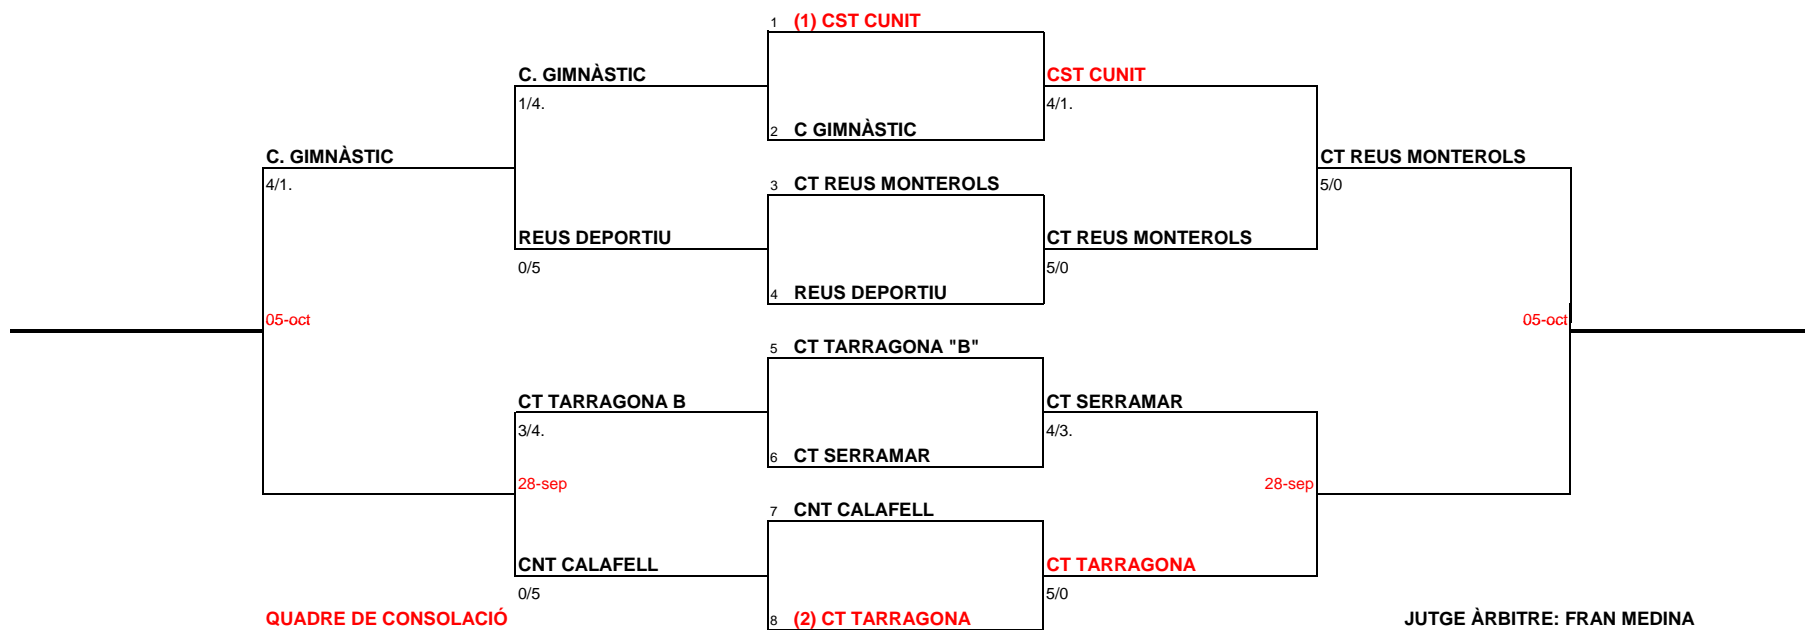 1 (1) CST CUNIT
C. GIMNÀSTIC
CST CUNIT
1/4.
4/1.
2 C GIMNÀSTIC
C. GIMNÀSTIC
CT REUS MONTEROLS
4/1.
3 CT REUS MONTEROLS
5/0
REUS DEPORTIU
CT REUS MONTEROLS
0/5
5/0
4 REUS DEPORTIU
05-oct
05-oct
5 CT TARRAGONA "B"
CT TARRAGONA B
CT SERRAMAR
3/4.
4/3.
6 CT SERRAMAR
28-sep
28-sep
7 CNT CALAFELL
CNT CALAFELL
CT TARRAGONA
0/5
5/0
QUADRE DE CONSOLACIÓ
8 (2) CT TARRAGONA
JUTGE ÀRBITRE: FRAN MEDINA